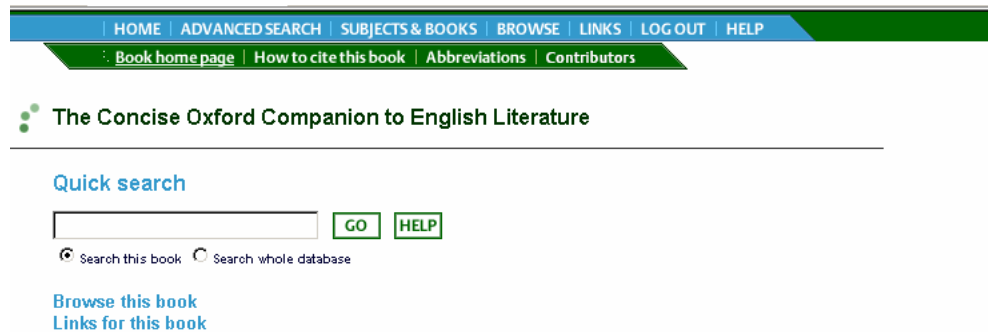 HOME | ADVANCED SEARCH | SUBJECTS & BOOKS | BROWSE | LINKS | LOG OUT | HELP
Book home page | How to cite this book | Abbreviations | Contributors
The Concise Oxford Companion to English Literature
Quick search
GO HELP
Search this book Search whole database
Browse this book
Links for this book